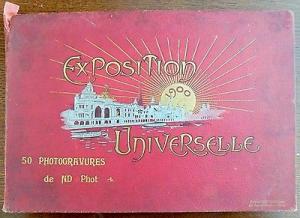 EXPOSITION
1900
UNIVERSELLE
50 PHOTOGRAVURES
de ND Phot